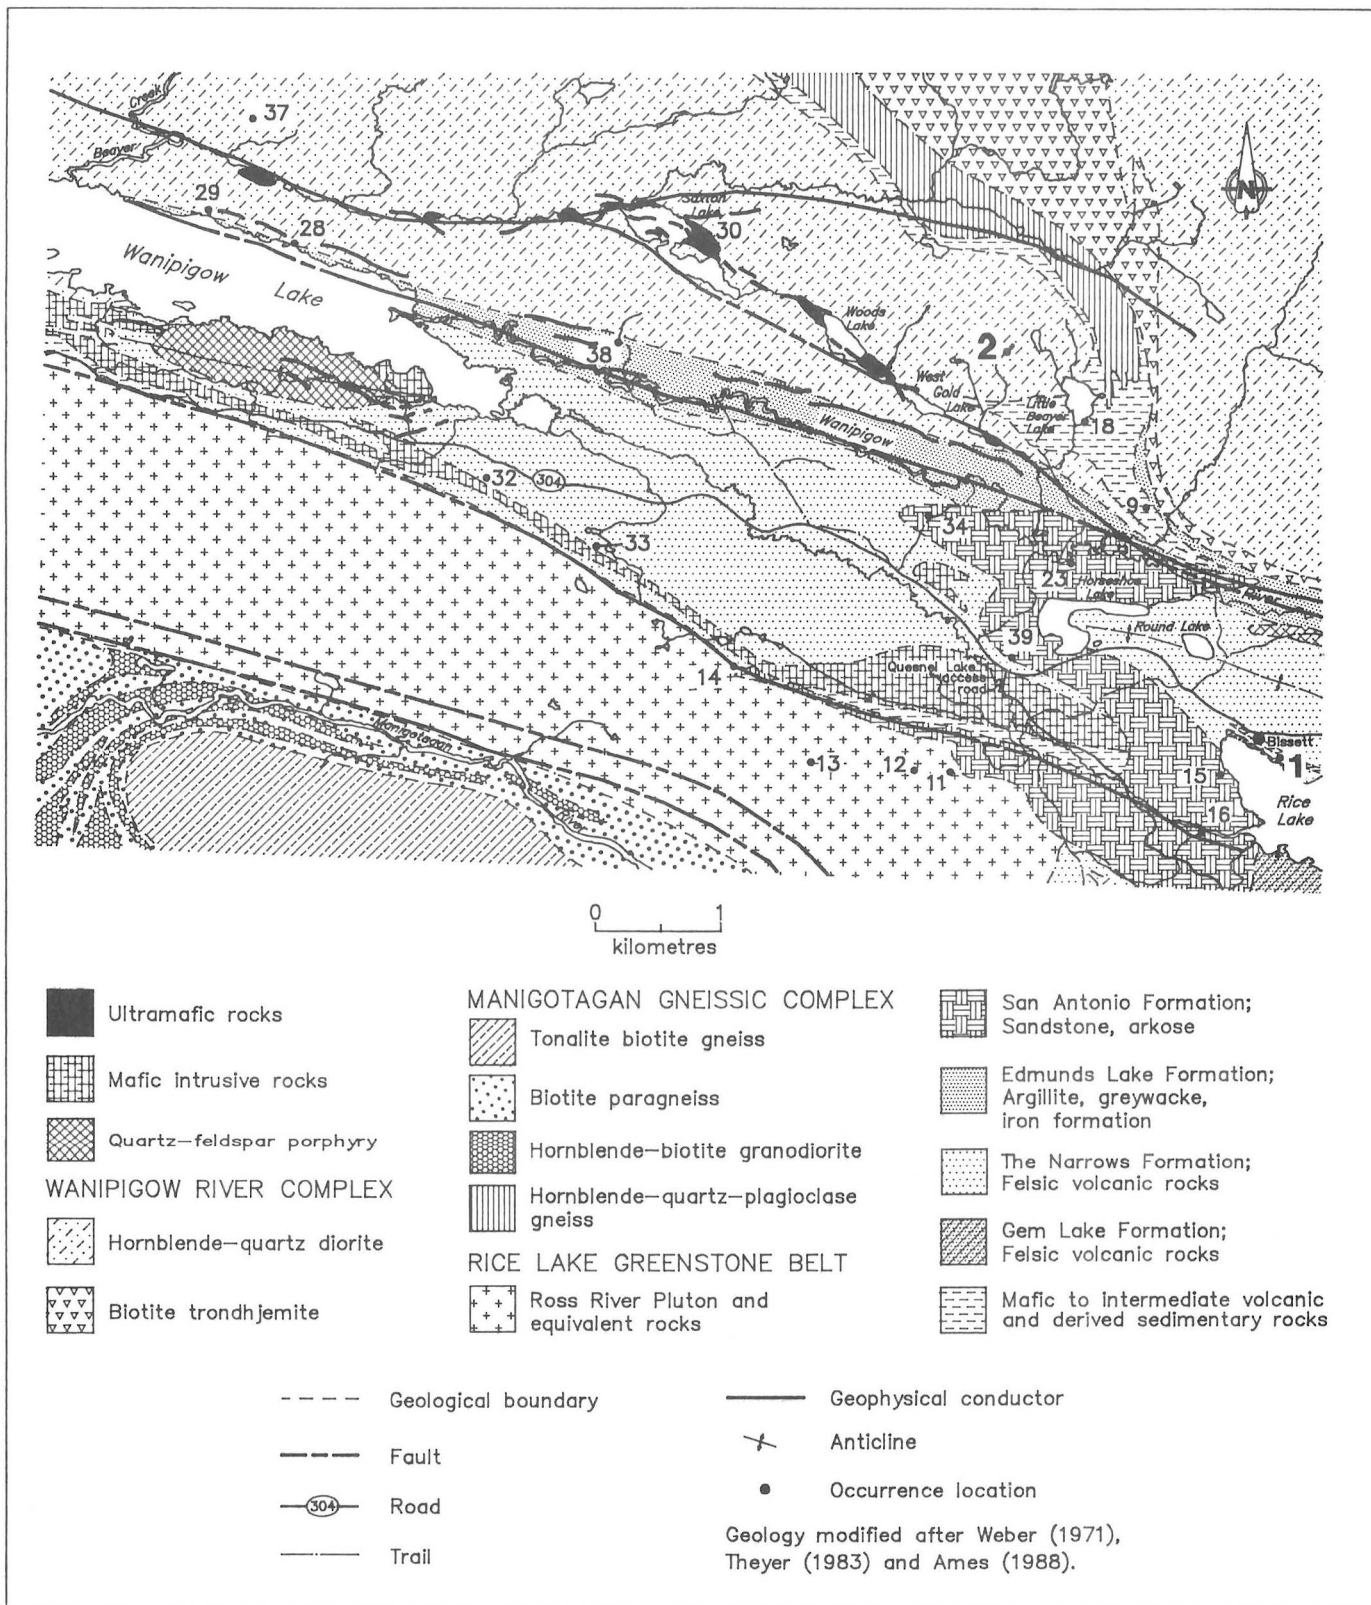 Creek
37
Beaver
29
28
Saxton
Lake
30
N
Wanipigow
Lake
Woods
Lake
2
38
West
Gold
Lake
Little
Beaver
Lake
18
Wanipigow
32
304
9
34
33
23
Horseshoe
Lake
River
Round Lake
39
Quesnel Lake
access
road
14
Manigotagan
River
Bissett
13
12
11
15
1
16
Rice
Lake
0 1
kilometres
Ultramafic rocks
Mafic intrusive rocks
Quartz-feldspar porphyry
WANIPIGOW RIVER COMPLEX
Hornblende-quartz diorite
Biotite trondhjemite
MANIGOTAGAN GNEISSIC COMPLEX
Tonalite biotite gneiss
Biotite paragneiss
Hornblende-biotite granodiorite
Hornblende-quartz-plagioclase
gneiss
RICE LAKE GREENSTONE BELT
Ross River Pluton and
equivalent rocks
San Antonio Formation;
Sandstone, arkose
Edmunds Lake Formation;
Argillite, greywacke,
iron formation
The Narrows Formation;
Felsic volcanic rocks
Gem Lake Formation;
Felsic volcanic rocks
Mafic to intermediate volcanic
and derived sedimentary rocks
Geological boundary
Fault
304
Road
Trail
Geophysical conductor
Anticline
Occurrence location
Geology modified after Weber (1971),
Theyer (1983) and Ames (1988).